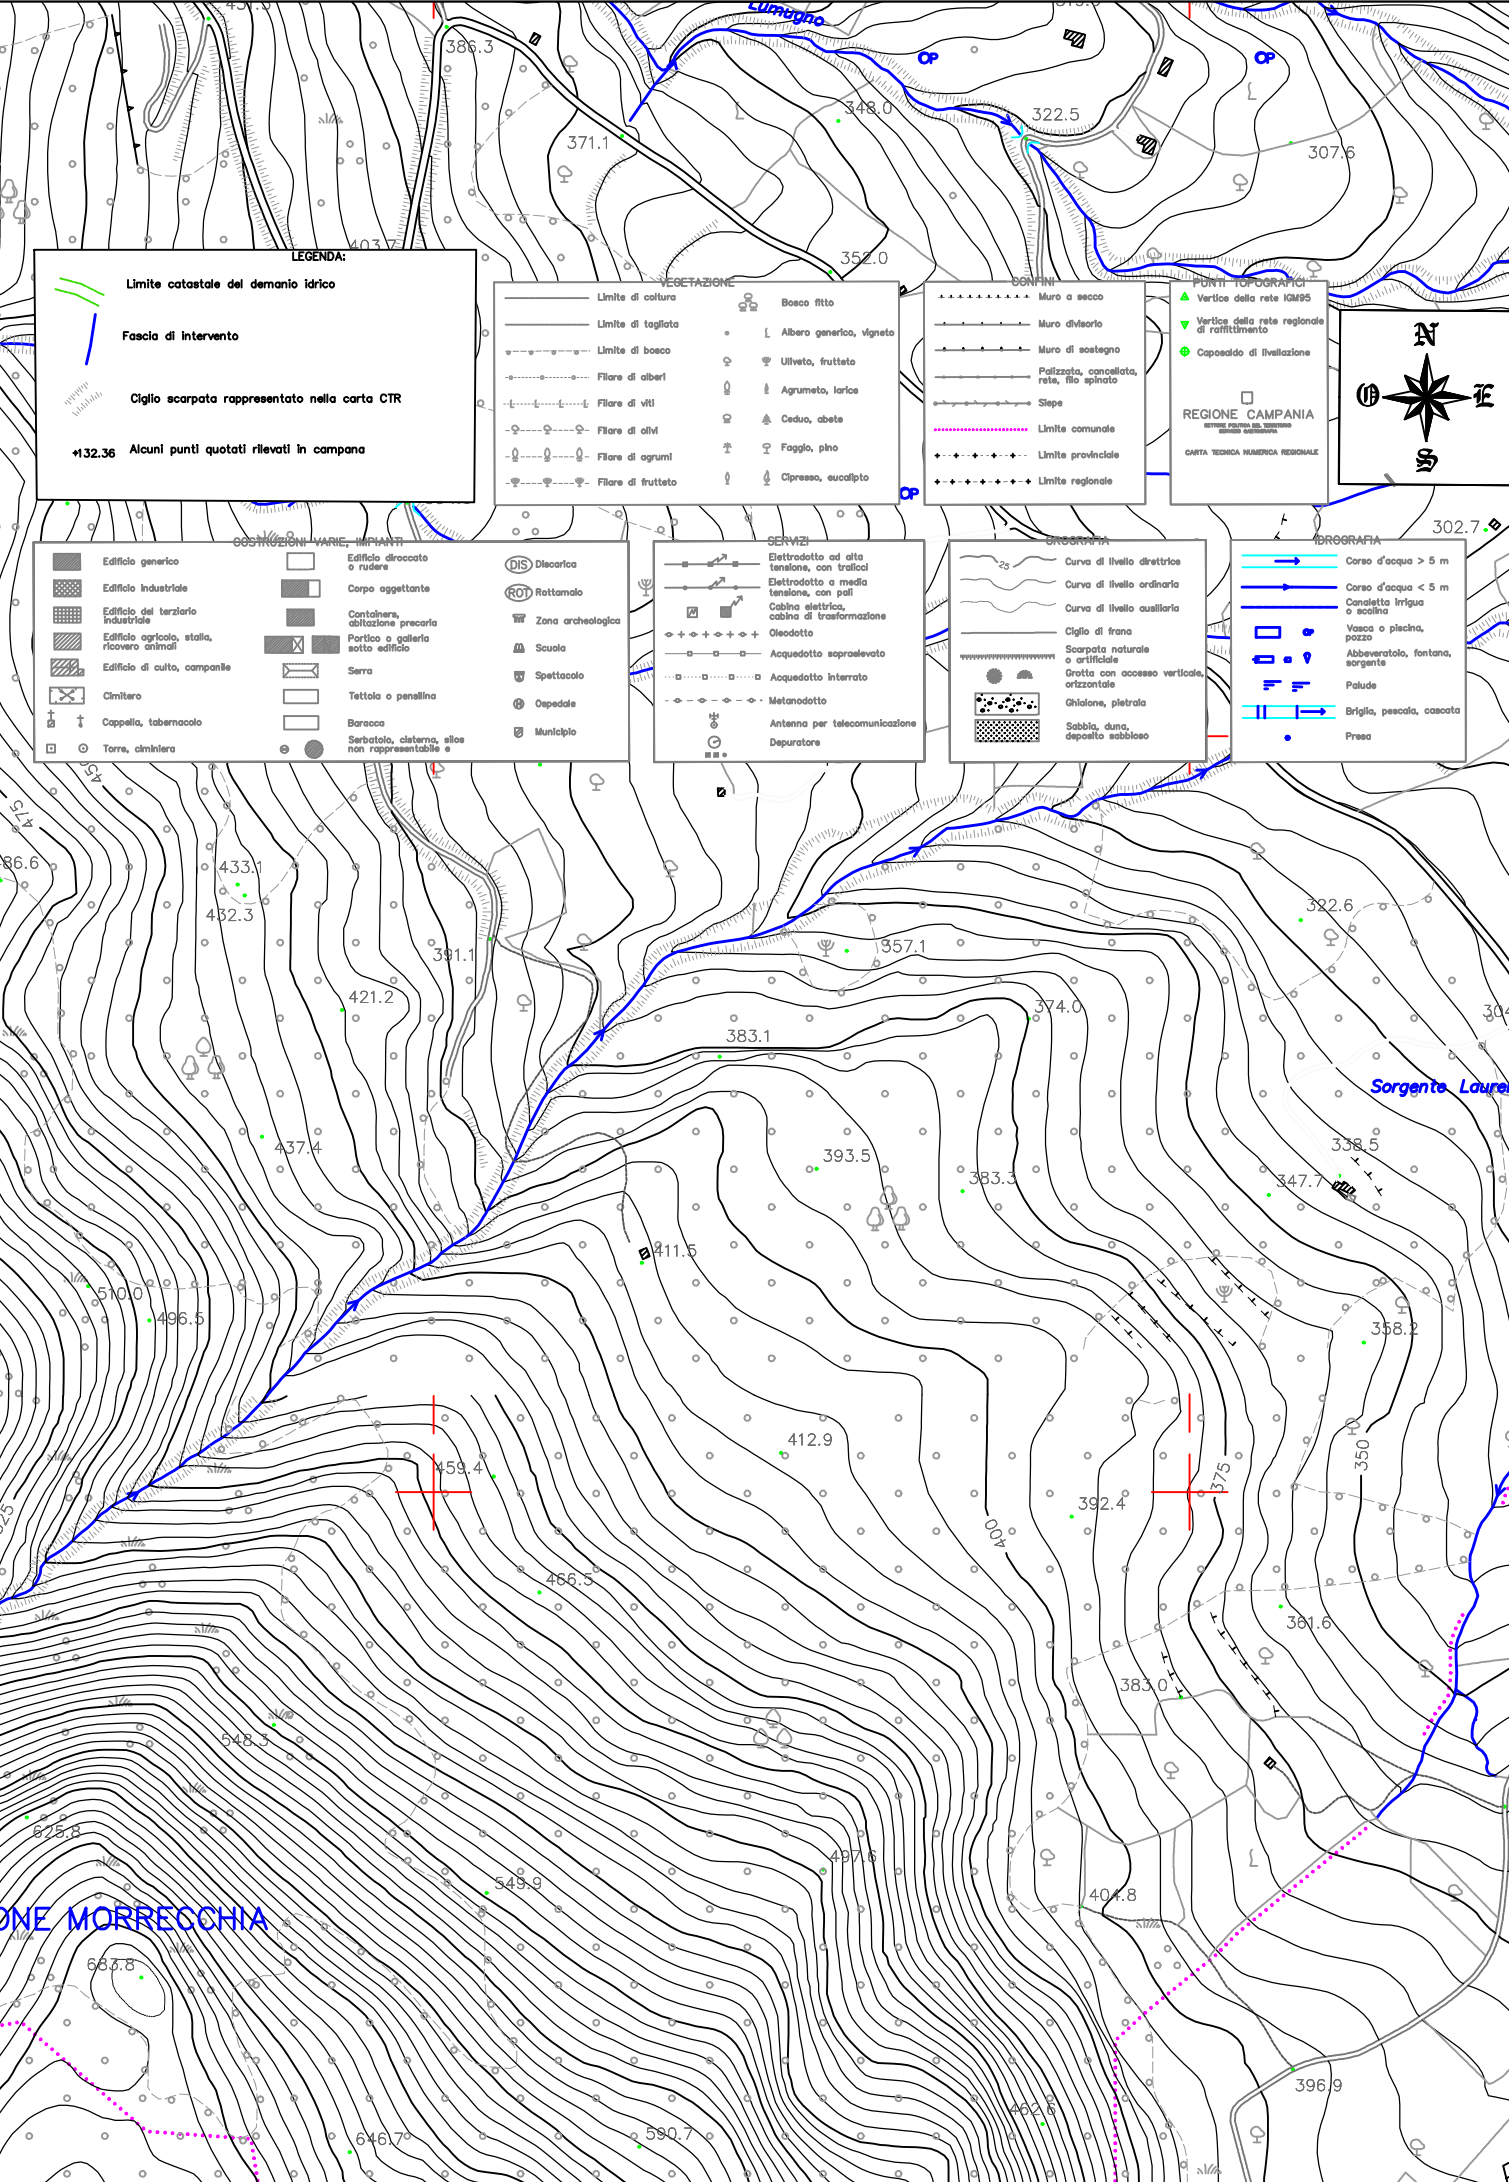 Lumugno
386.3
348.0
322.5
371.1
307.6
403.7
352.0
LEGENDA:
Limite catastale del demanio idrico
Fascia di intervento
Ciglio scarpata rappresentato nella carta CTR
+132.36 Alcuni punti quotati rilevati in campana
VEGETAZIONE
Limite di coltura
Limite di tagliata
Limite di bosco
Filare di alberi
Filare di viti
Filare di olivi
Filare di agrumi
Filare di frutteto
Bosco fitto
Albero generico, vigneto
Uliveto, frutteto
Agrumeto, larice
Ceduo, abete
Faggio, pino
Cipresso, eucalipto
CONFINI
Muro a secco
Muro divisorio
Muro di sostegno
Palizzata, cancellata,
rete, filo spinato
Siepe
Limite comunale
Limite provinciale
Limite regionale
PUNTI TOPOGRAFICI
Vertice della rete IGM95
Vertice della rete regionale
di raffittimento
Caposaldo di livellazione
REGIONE CAMPANIA
CARTA TECNICA NUMERICA REGIONALE
N
O E
S
302.7
COSTRUZIONI VARIE, IMPIANTI
Edificio generico
Edificio industriale
Edificio del terziario
industriale
Edificio agricolo, stalla,
ricovero animali
Edificio di culto, campanile
Cimitero
Cappella, tabernacolo
Torre, ciminiera
Edificio diroccato
o rudere
Corpo aggettante
Containers,
abitazione precaria
Portico o galleria
sotto edificio
Serra
Tettoia o pensilina
Baracca
Serbatoio, cisterna, silos
non rappresentabile e
DIS Discarica
ROT Rottamaio
Zona archeologica
Scuola
Spettacolo
Ospedale
Municipio
SERVIZI
Elettrodotto ad alta
tensione, con tralicci
Elettrodotto a media
tensione, con pali
Cabina elettrica,
cabina di trasformazione
Oleodotto
Acquedotto sopraelevato
Acquedotto interrato
Metanodotto
Antenna per telecomunicazione
Depuratore
OROGRAFIA
25
Curva di livello direttrice
Curva di livello ordinaria
Curva di livello ausiliaria
Ciglio di frana
Scarpata naturale
o artificiale
Grotta con accesso verticale,
orizzontale
Ghiaione, pietraia
Sabbia, duna,
deposito sabbioso
IDROGRAFIA
Corso d'acqua > 5 m
Corso d'acqua < 5 m
Canaletta irrigua
o scolina
Vasca o piscina,
pozzo
Abbeveratoio, fontana,
sorgente
Palude
Briglia, pescaia, cascata
Presa
475
86.6
433.1
432.3
322.6
391.1
357.1
421.2
374.0
304
383.1
Sorgente Laure
437.4
393.5
383.3
338.5
347.7
411.5
510.0
496.5
358.2
412.9
459.4
350
375
392.4
400
466.5
361.6
383.0
548.3
625.8
497.6
549.9
404.8
ONE MORRECCHIA
683.8
396.9
462.6
646.7
590.7